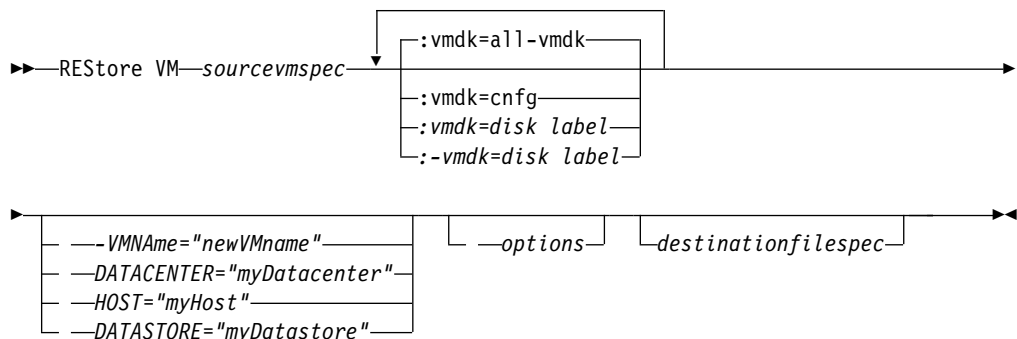 :vmdk=all-vmdk
REStore VM sourcevmspec
:vmdk=cnfg
:vmdk=disk label
:-vmdk=disk label
-VMNAme="newVMname" options destinationfilespec
DATACENTER="myDatacenter"
HOST="myHost"
DATASTORE="myDatastore"